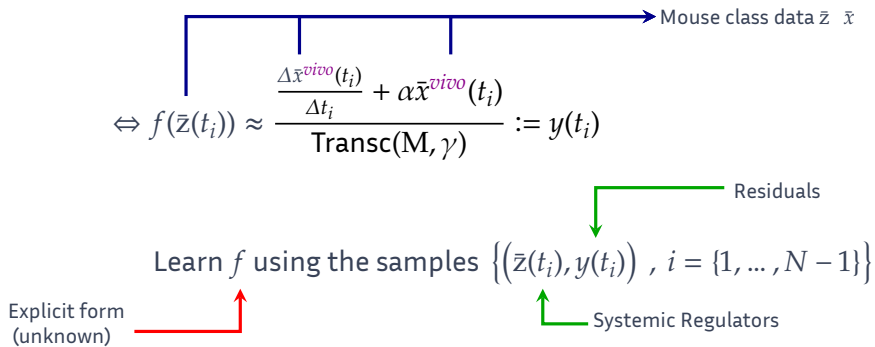 Mouse class data z̄ x̄
⇔ f(z̄(tᵢ)) ≈ (Δx̄^vivo(tᵢ)/Δtᵢ + αx̄^vivo(tᵢ)) / Transc(M, γ) := y(tᵢ)
Residuals
Learn f using the samples {(z̄(tᵢ), y(tᵢ)) , i = {1, … , N − 1}}
Explicit form
(unknown)
Systemic Regulators